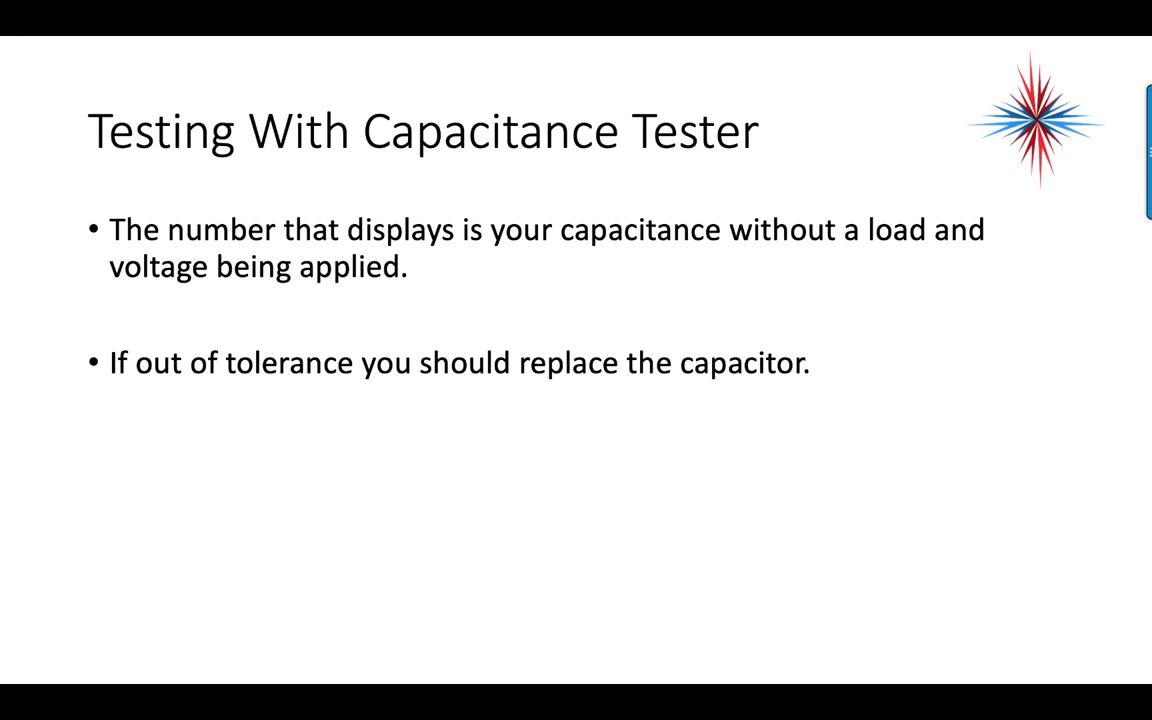 Testing With Capacitance Tester
• The number that displays is your capacitance without a load and
voltage being applied.
• If out of tolerance you should replace the capacitor.